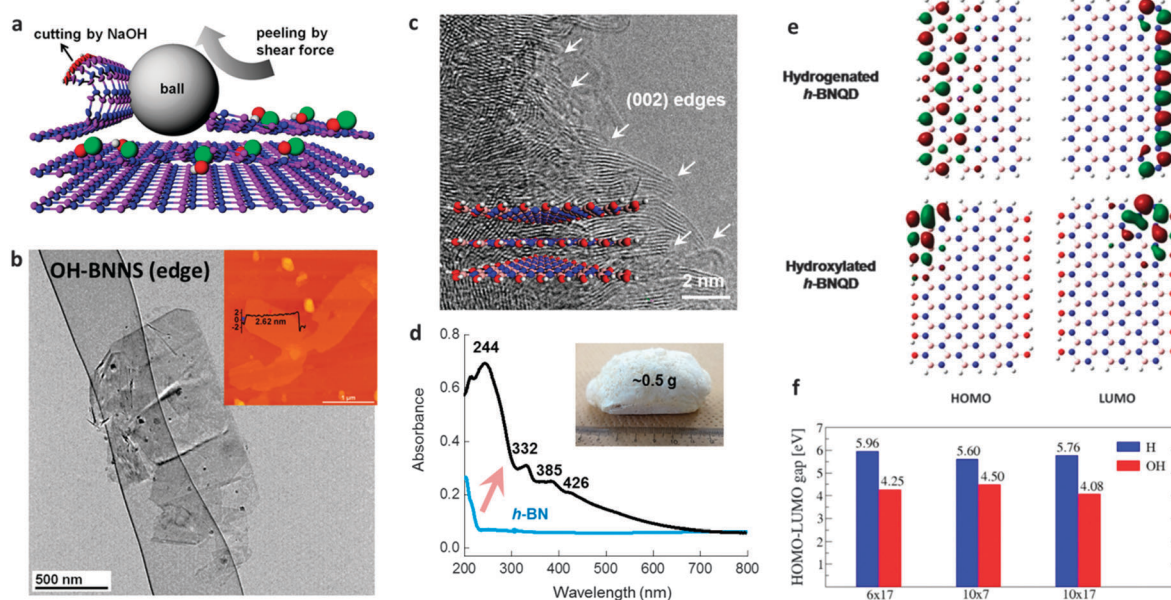 a
cutting by NaOH
peeling by
shear force
ball
b
OH-BNNS (edge)
2
0
-2
2.62 nm
1 μm
500 nm
c
(002) edges
2 nm
d
Absorbance
0.8
0.6
0.4
0.2
0.0
244
332
385
426
h-BN
~0.5 g
200 300 400 500 600 700 800
Wavelength (nm)
e
Hydrogenated
h-BNQD
Hydroxylated
h-BNQD
HOMO LUMO
f
HOMO-LUMO gap [eV]
7
6
5
4
3
2
1
5.96
4.25
5.60
4.50
5.76
4.08
H
OH
6x17 10x7 10x17